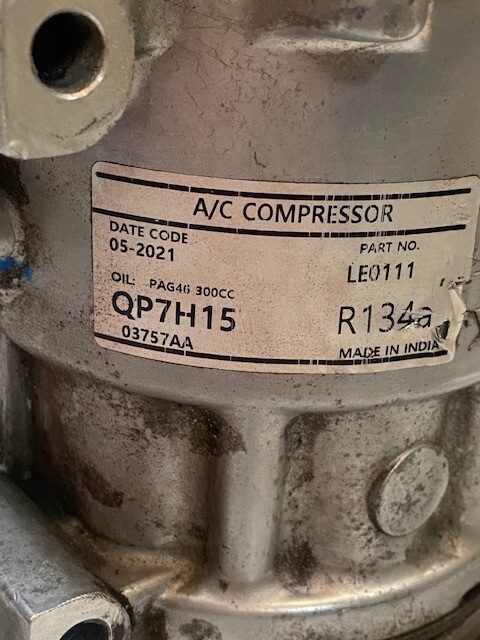 A/C COMPRESSOR
DATE CODE
05-2021
PART NO.
LE0111
OIL: PAG46 300CC
QP7H15
R134a
03757AA
MADE IN INDIA